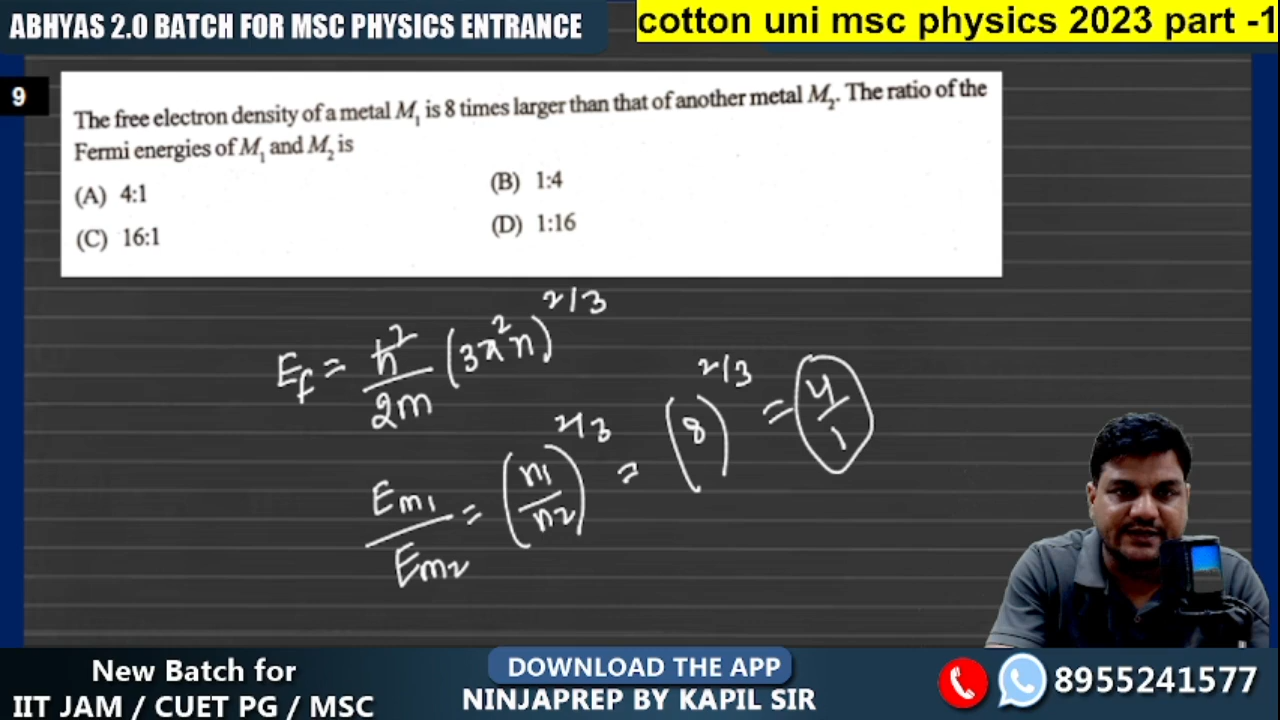 ABHYAS 2.0 BATCH FOR MSC PHYSICS ENTRANCE
cotton uni msc physics 2023 part -1
9
The free electron density of a metal M₁ is 8 times larger than that of another metal M₂. The ratio of the
Fermi energies of M₁ and M₂ is
(A) 4:1
(B) 1:4
(C) 16:1
(D) 1:16
E_f = ħ²/2m (3π²n)^2/3
E_m1/E_m2 = (n1/n2)^2/3 = (8)^2/3 = 4/1
New Batch for
IIT JAM / CUET PG / MSC
DOWNLOAD THE APP
NINJAPREP BY KAPIL SIR
8955241577